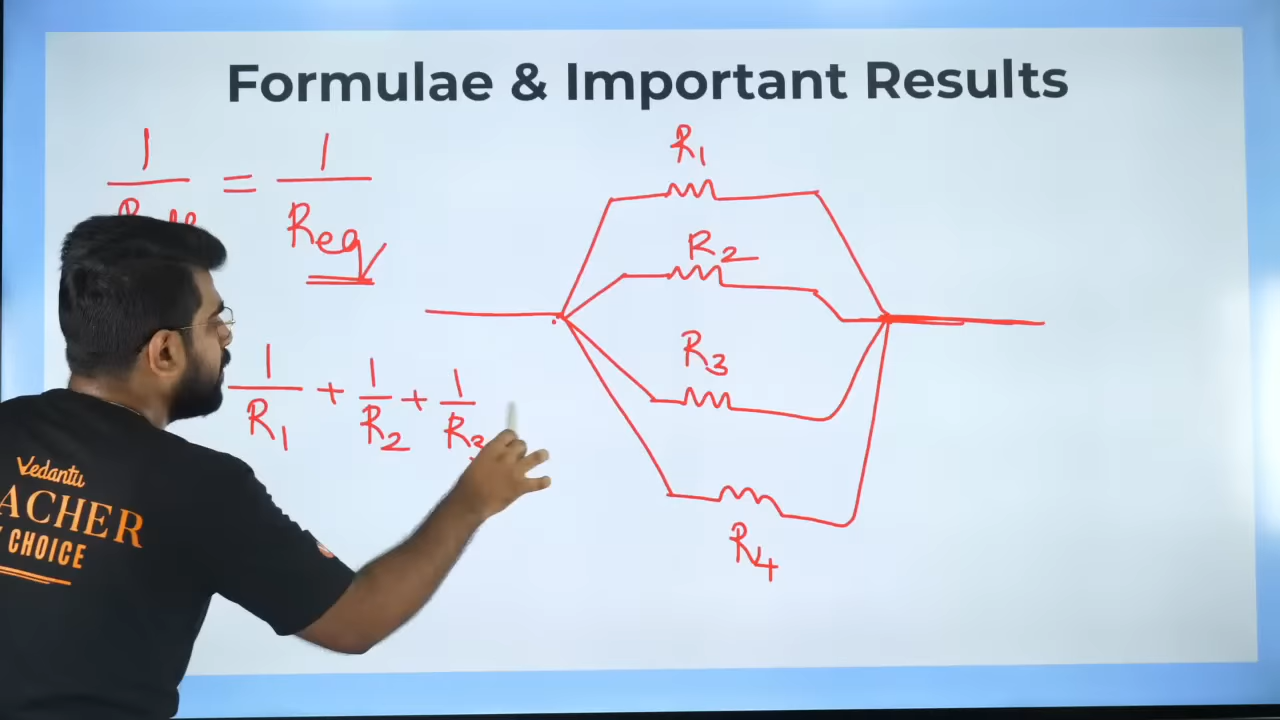 Formulae & Important Results
1/R = 1/Req
1/R1 + 1/R2 + 1/R3
R1
R2
R3
R4
Vedantu
ACHER
CHOICE